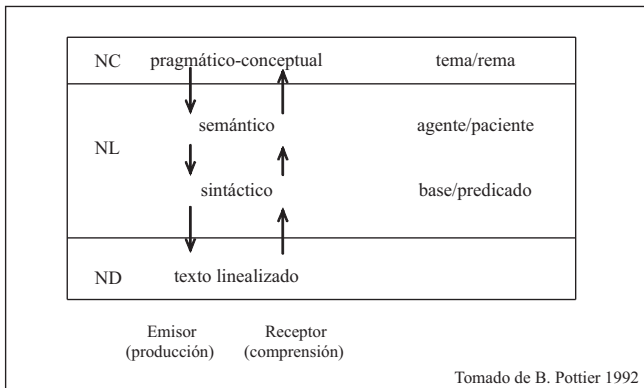 NC pragmático-conceptual tema/rema
semántico agente/paciente
NL
sintáctico base/predicado
ND texto linealizado
Emisor Receptor
(producción) (comprensión)
Tomado de B. Pottier 1992